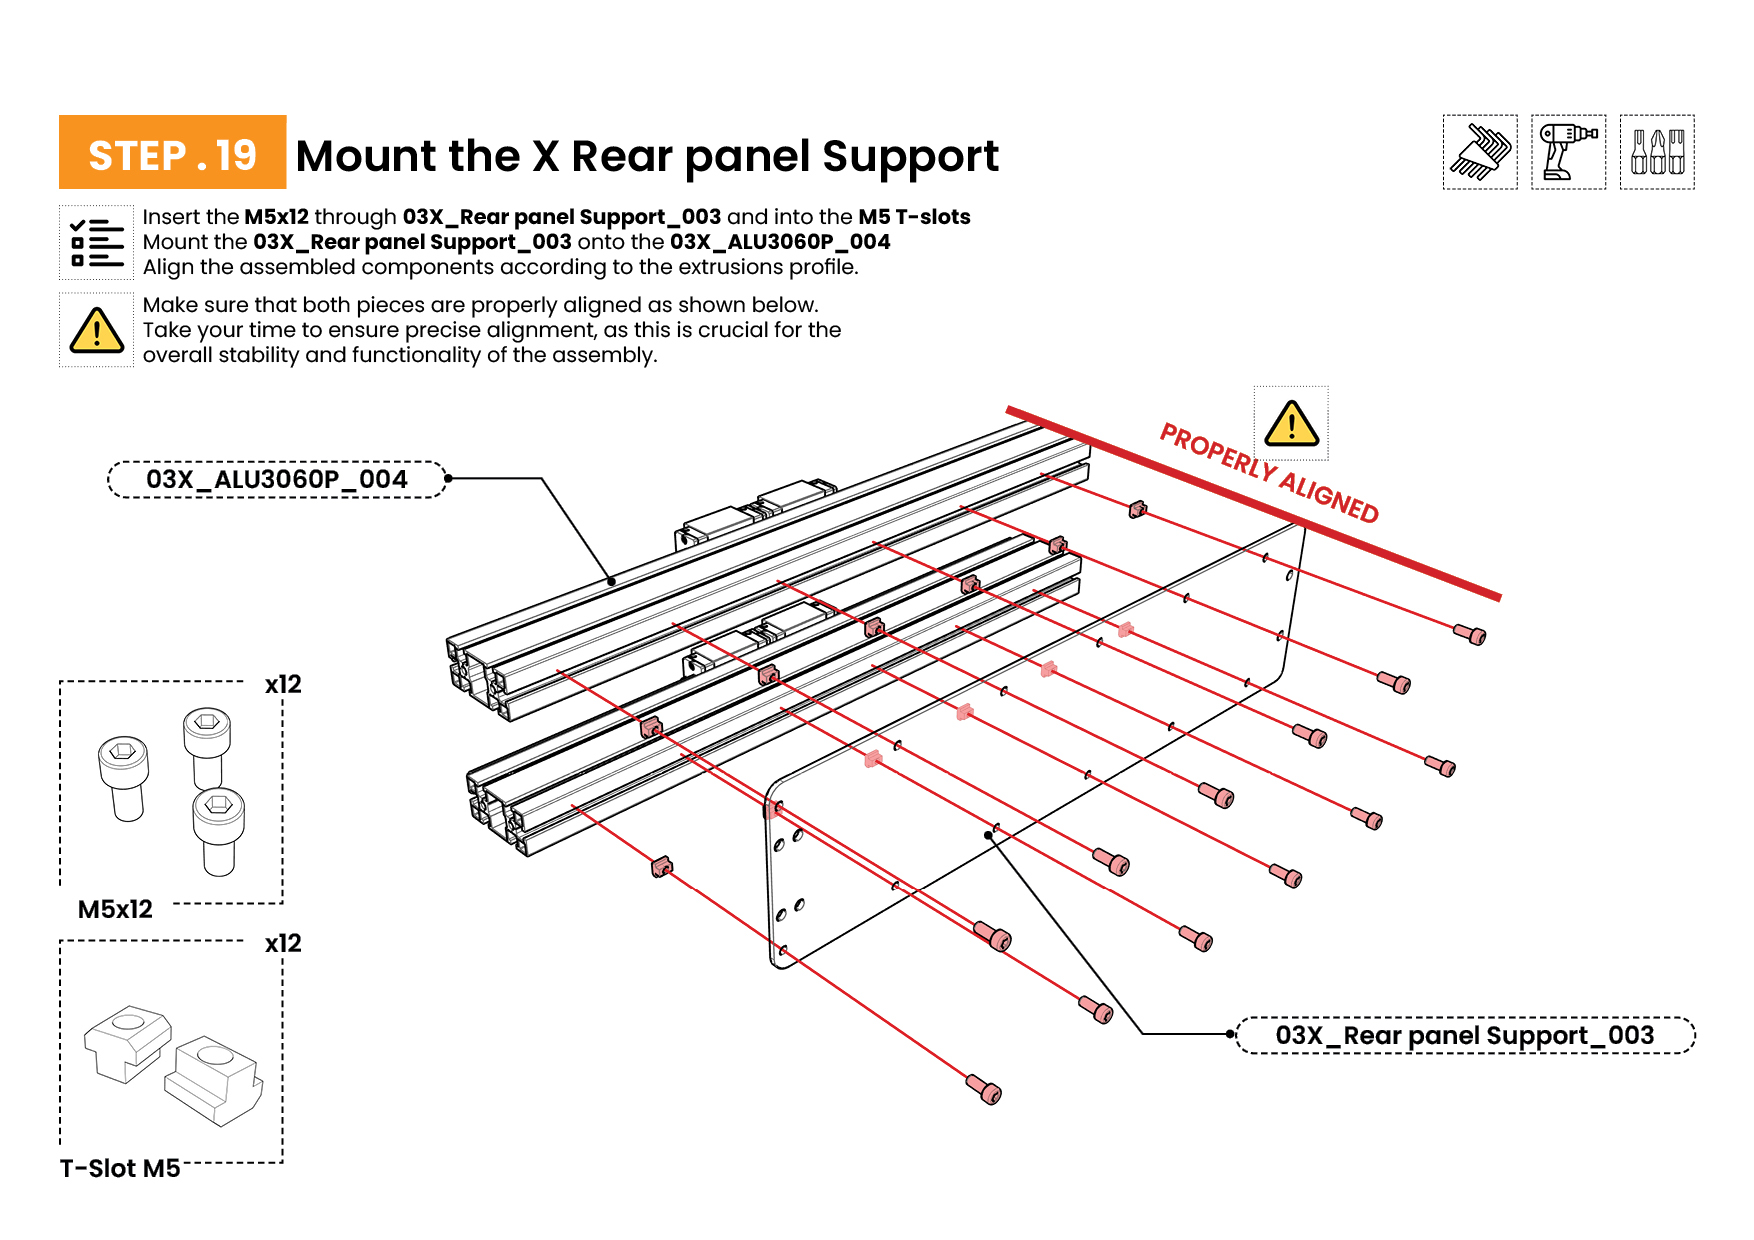 STEP . 19 Mount the X Rear panel Support
Insert the M5x12 through 03X_Rear panel Support_003 and into the M5 T-slots
Mount the 03X_Rear panel Support_003 onto the 03X_ALU3060P_004
Align the assembled components according to the extrusions profile.
Make sure that both pieces are properly aligned as shown below.
Take your time to ensure precise alignment, as this is crucial for the
overall stability and functionality of the assembly.
PROPERLY ALIGNED
03X_ALU3060P_004
x12
M5x12
x12
T-Slot M5
03X_Rear panel Support_003